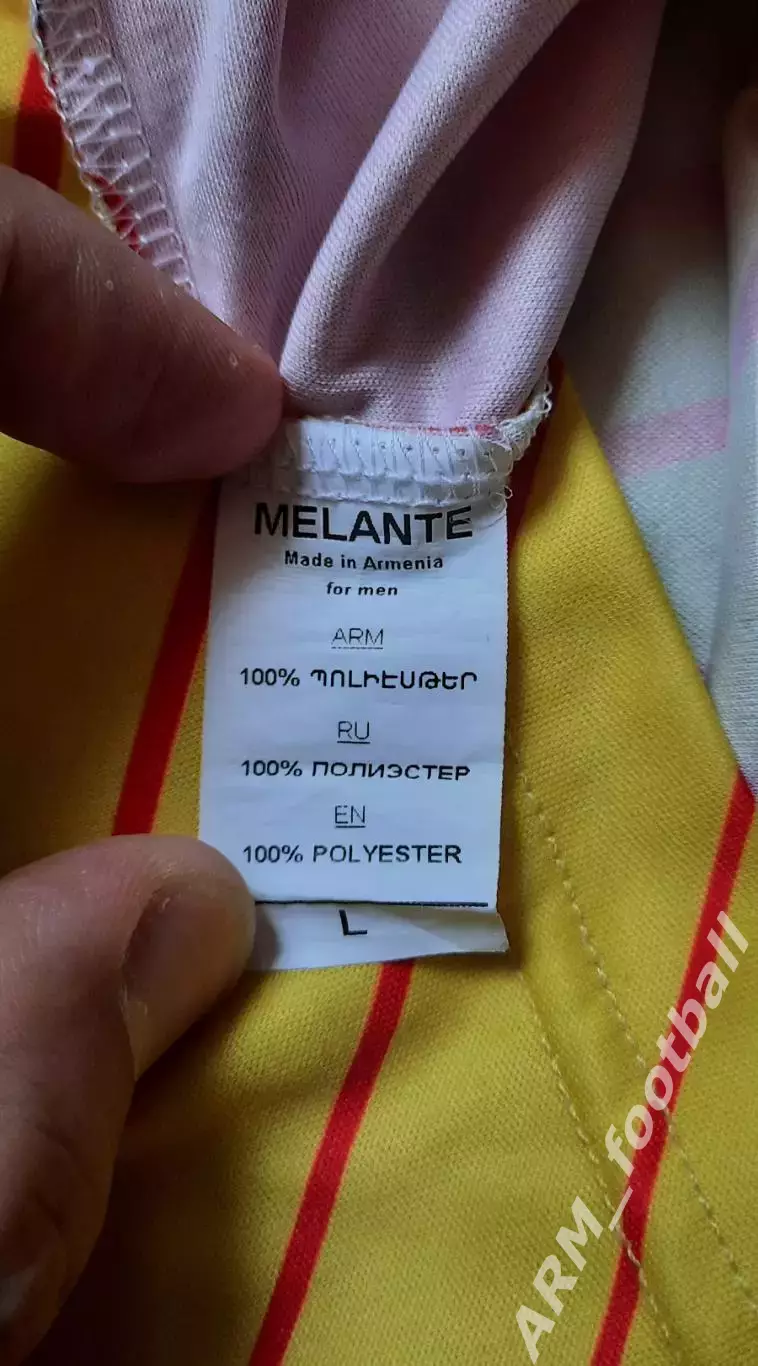 MELANTE
Made in Armenia
for men
ARM
100% ՊՈԼԻԷՍԹԵՐ
RU
100% ПОЛИЭСТЕР
EN
100% POLYESTER
L
ARM_football